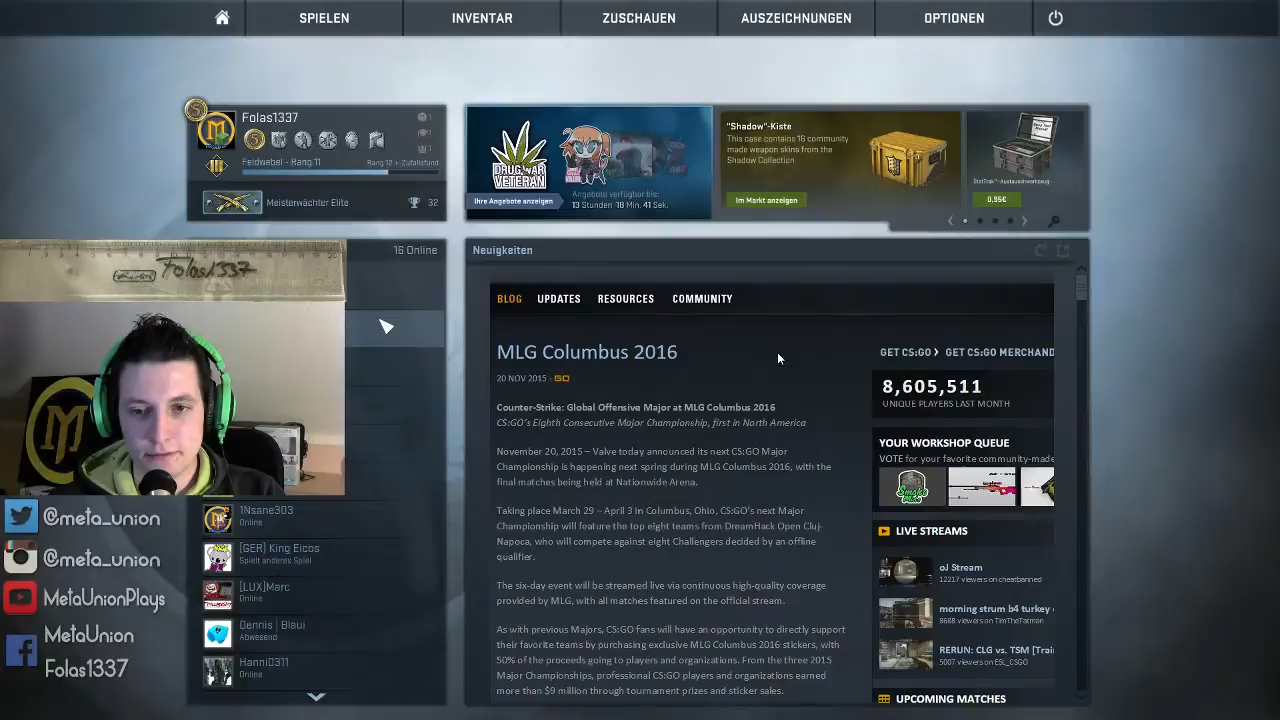 SPIELEN
INVENTAR
ZUSCHAUEN
AUSZEICHNUNGEN
OPTIONEN
Folas1337
Feldwebel - Rang 11
Rang 12 +-Zufallsfund
Meisterwächter Elite
32
DRUG WAR
VETERAN
Angebote verfügbar bis:
13 Stunden 18 Min. 41 Sek.
Ihre Angebote anzeigen
"Shadow"-Kiste
This case contains 16 community
made weapon skins from the
Shadow Collection
Im Markt anzeigen
StatTrak™-Austauschwerkzeug
0,95€
16 Online
Folas1337
1Nsane303
Online
[GER] King Eicos
Spielt anderes Spiel
[LUX]Marc
Online
Dennis | Blaui
Abwesend
Hanni0311
Online
@meta_union
@meta_union
MetaUnionPlays
MetaUnion
Folas1337
Neuigkeiten
BLOG
UPDATES
RESOURCES
COMMUNITY
MLG Columbus 2016
20 NOV 2015 -
Counter-Strike: Global Offensive Major at MLG Columbus 2016
CS:GO's Eighth Consecutive Major Championship, first in North America
November 20, 2015 – Valve today announced its next CS:GO Major
Championship is happening next spring during MLG Columbus 2016, with the
final matches being held at Nationwide Arena.
Taking place March 29 – April 3 in Columbus, Ohio, CS:GO's next Major
Championship will feature the top eight teams from DreamHack Open Cluj-
Napoca, who will compete against eight Challengers decided by an offline
qualifier.
The six-day event will be streamed live via continuous high-quality coverage
provided by MLG, with all matches featured on the official stream.
As with previous Majors, CS:GO fans will have an opportunity to directly support
their favorite teams by purchasing exclusive MLG Columbus 2016 stickers, with
50% of the proceeds going to players and organizations. From the three 2015
Major Championships, professional CS:GO players and organizations earned
more than $9 million through tournament prizes and sticker sales.
GET CS:GO
GET CS:GO MERCHAND
8,605,511
UNIQUE PLAYERS LAST MONTH
YOUR WORKSHOP QUEUE
VOTE for your favorite community-made
LIVE STREAMS
oJ Stream
12217 viewers on cheatbanned
morning strum b4 turkey
8688 viewers on TimTheTatman
RERUN: CLG vs. TSM [Trai
5007 viewers on ESL_CSGO
UPCOMING MATCHES